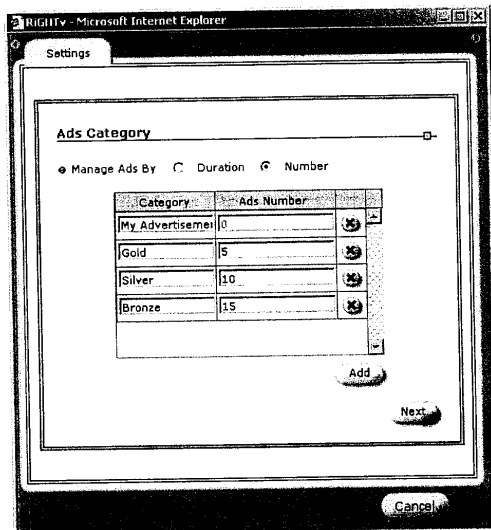 RiGHTv - Microsoft Internet Explorer
Settings
Ads Category
Manage Ads By Duration Number
Category Ads Number
My Advertisemer 0
Gold 5
Silver 10
Bronze 15
Add
Next
Cancel